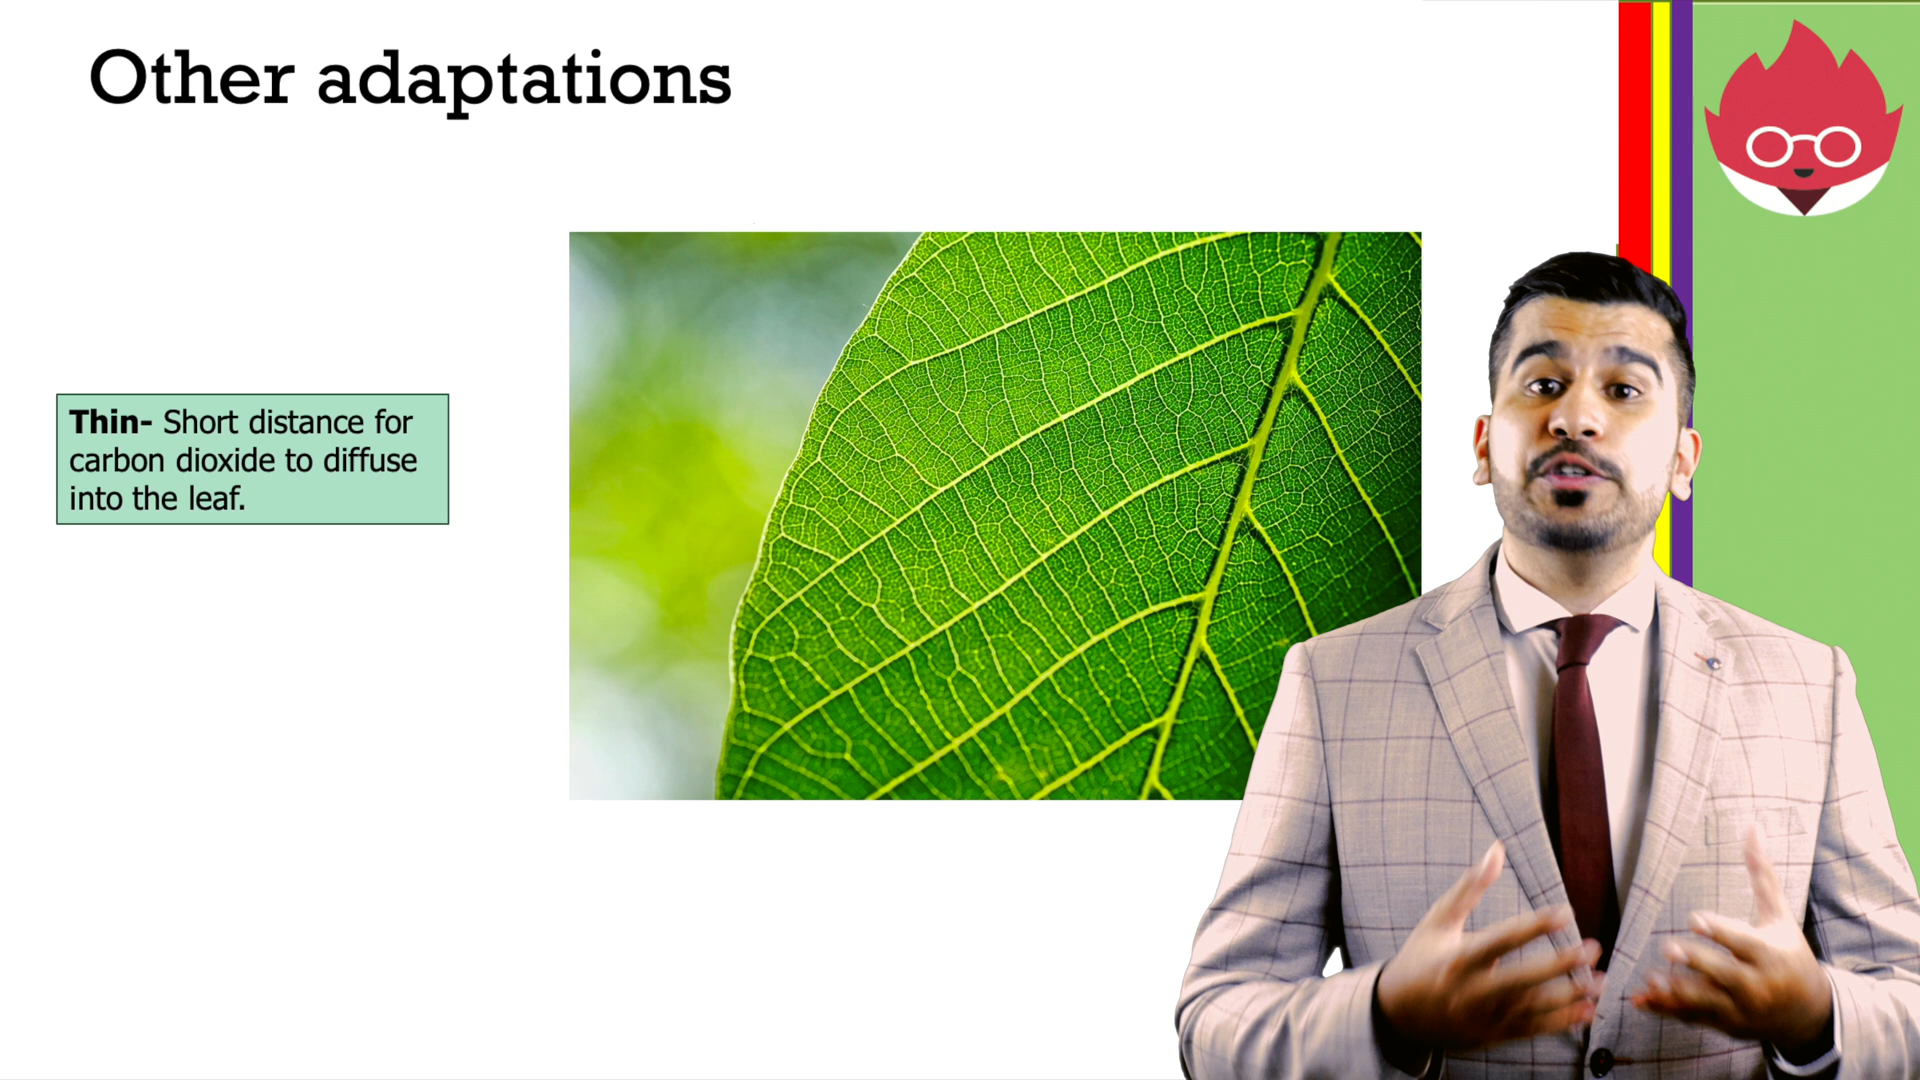 Other adaptations
Thin- Short distance for
carbon dioxide to diffuse
into the leaf.